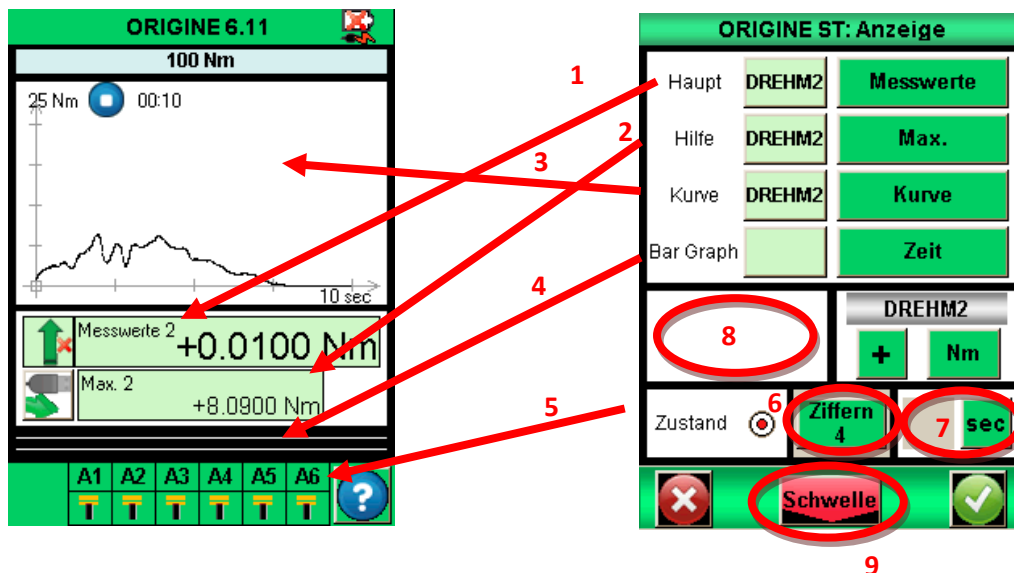 ORIGINE 6.11
100 Nm
25 Nm 00:10
10 sec
Messwerte 2
+0.0100 Nm
Max. 2
+8.0900 Nm
A1 A2 A3 A4 A5 A6
?
1
2
3
4
5
ORIGINE ST: Anzeige
Haupt DREHM2 Messwerte
Hilfe DREHM2 Max.
Kurve DREHM2 Kurve
Bar Graph Zeit
8
DREHM2
+ Nm
Zustand 6 Ziffern 7 sec
4
Schwelle
9